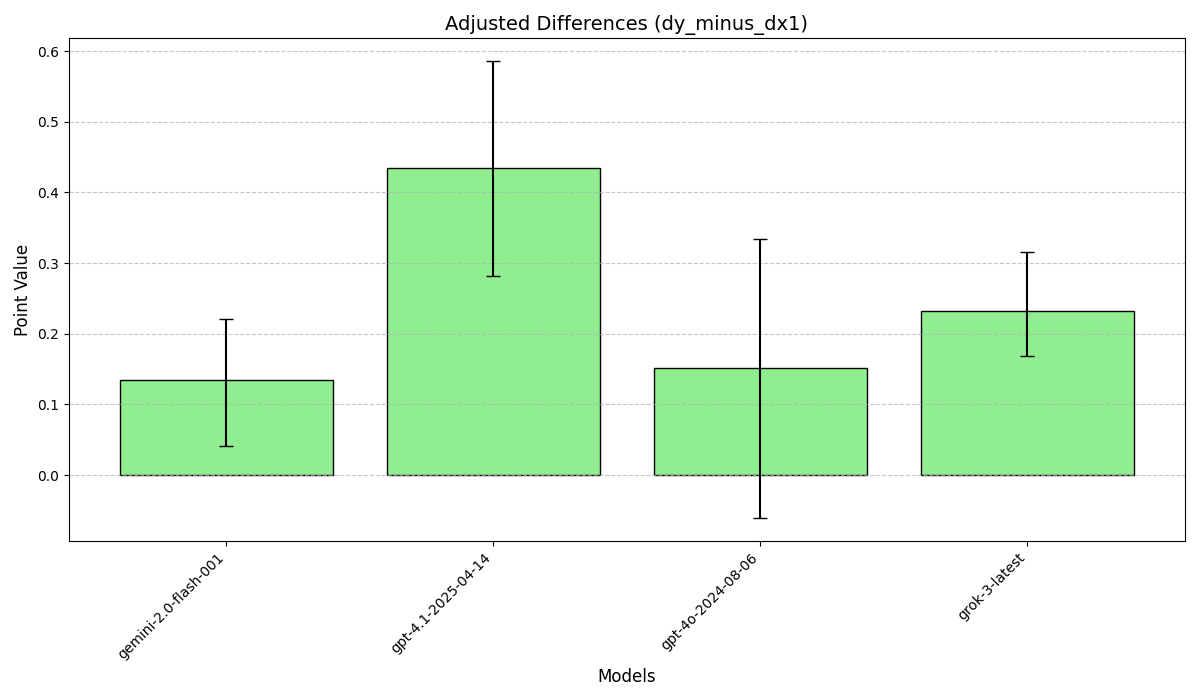 Adjusted Differences (dy_minus_dx1)
Point Value
0.6
0.5
0.4
0.3
0.2
0.1
0.0
gemini-2.0-flash-001
gpt-4.1-2025-04-14
gpt-4o-2024-08-06
grok-3-latest
Models